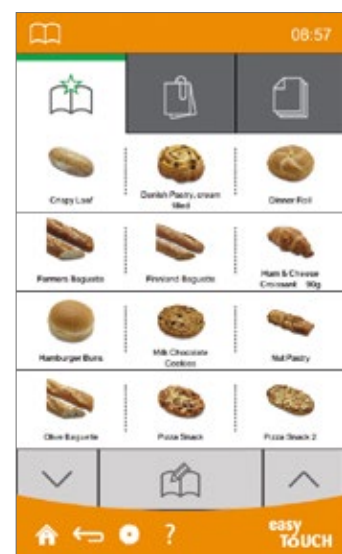 08:57
Crispy Loaf
Danish Pastry, cream
filled
Dinner Roll
Farmers Baguette
Finnland Baguette
Ham & Cheese
Croissant 90g
Hamburger Buns
Milk Chocolate
Cookies
Nut Pastry
Olive Baguette
Pizza Snack
Pizza Snack 2
?
easy
TOUCH